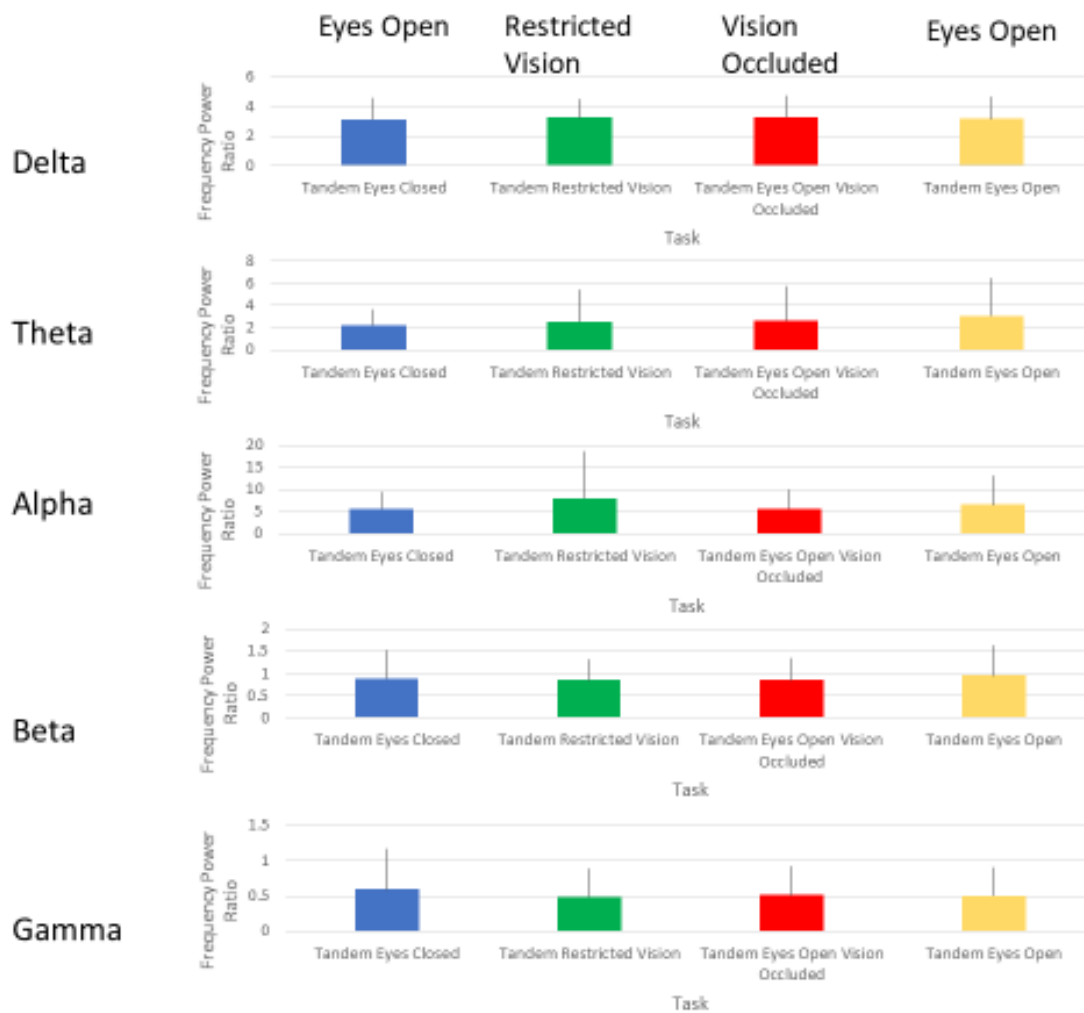 Eyes Open
Restricted
Vision
Vision
Occluded
Eyes Open
Delta
Frequency Power
Ratio
6
4
2
0
Tandem Eyes Closed
Tandem Restricted Vision
Tandem Eyes Open Vision
Occluded
Tandem Eyes Open
Task
Theta
Frequency Power
Ratio
8
6
4
2
0
Tandem Eyes Closed
Tandem Restricted Vision
Tandem Eyes Open Vision
Occluded
Tandem Eyes Open
Task
Alpha
Frequency Power
Ratio
20
15
10
5
0
Tandem Eyes Closed
Tandem Restricted Vision
Tandem Eyes Open Vision
Occluded
Tandem Eyes Open
Task
Beta
Frequency Power
Ratio
2
1.5
1
0.5
0
Tandem Eyes Closed
Tandem Restricted Vision
Tandem Eyes Open Vision
Occluded
Tandem Eyes Open
Task
Gamma
Frequency Power
Ratio
1.5
1
0.5
0
Tandem Eyes Closed
Tandem Restricted Vision
Tandem Eyes Open Vision
Occluded
Tandem Eyes Open
Task